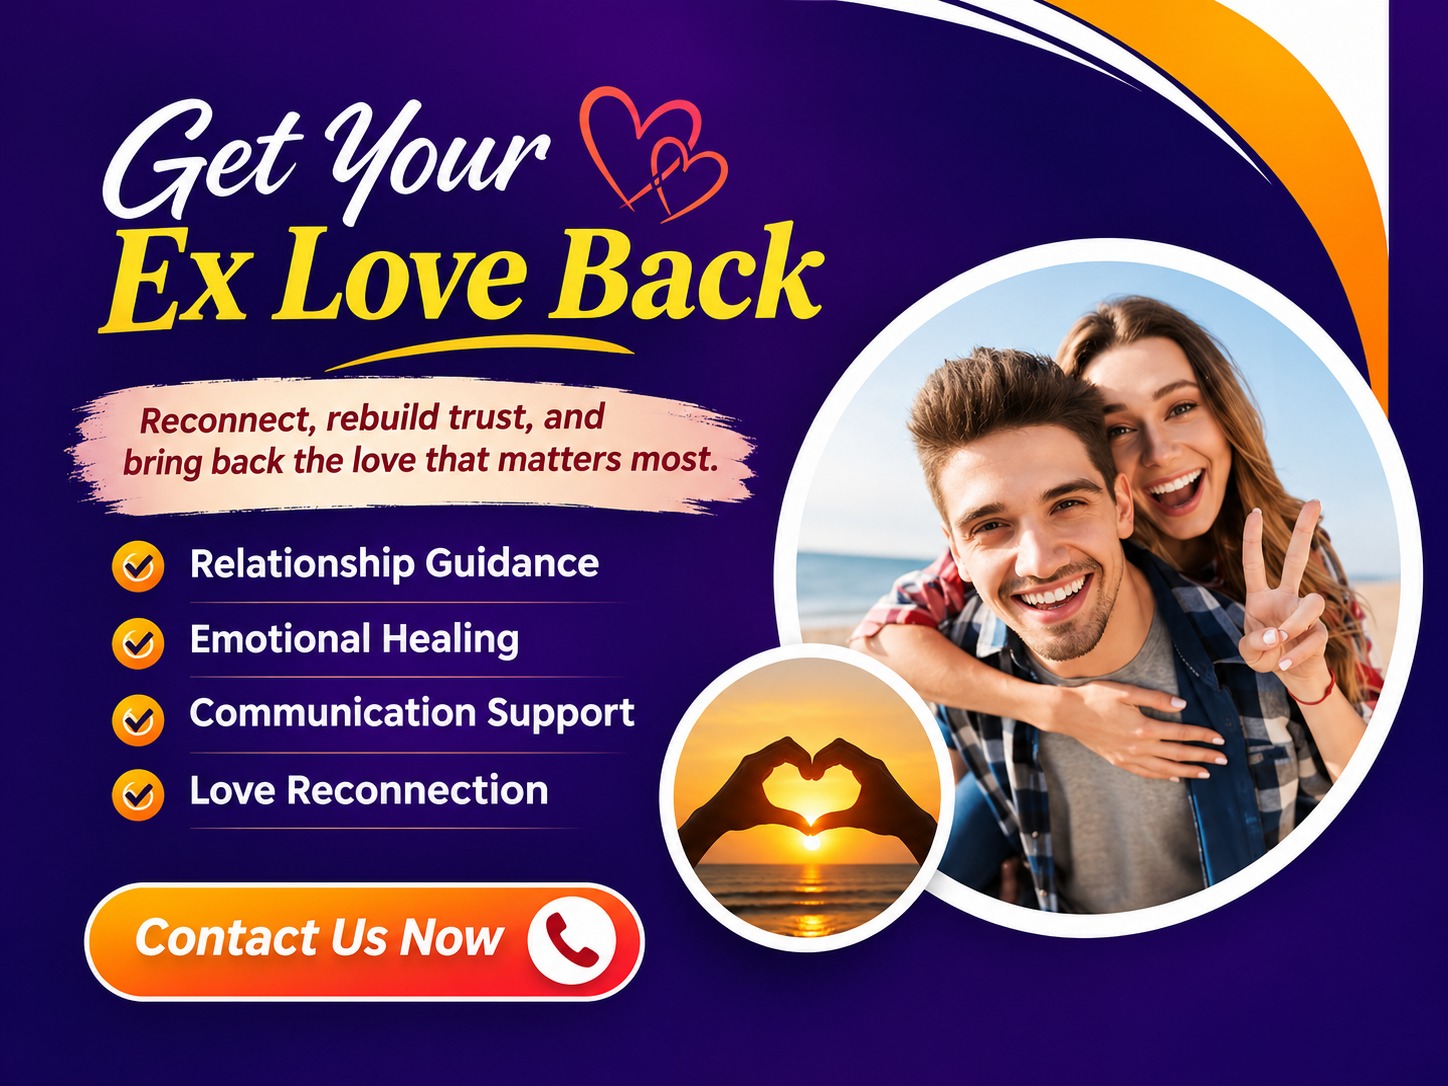 Get Your
Ex Love Back
Reconnect, rebuild trust, and
bring back the love that matters most.
Relationship Guidance
Emotional Healing
Communication Support
Love Reconnection
Contact Us Now